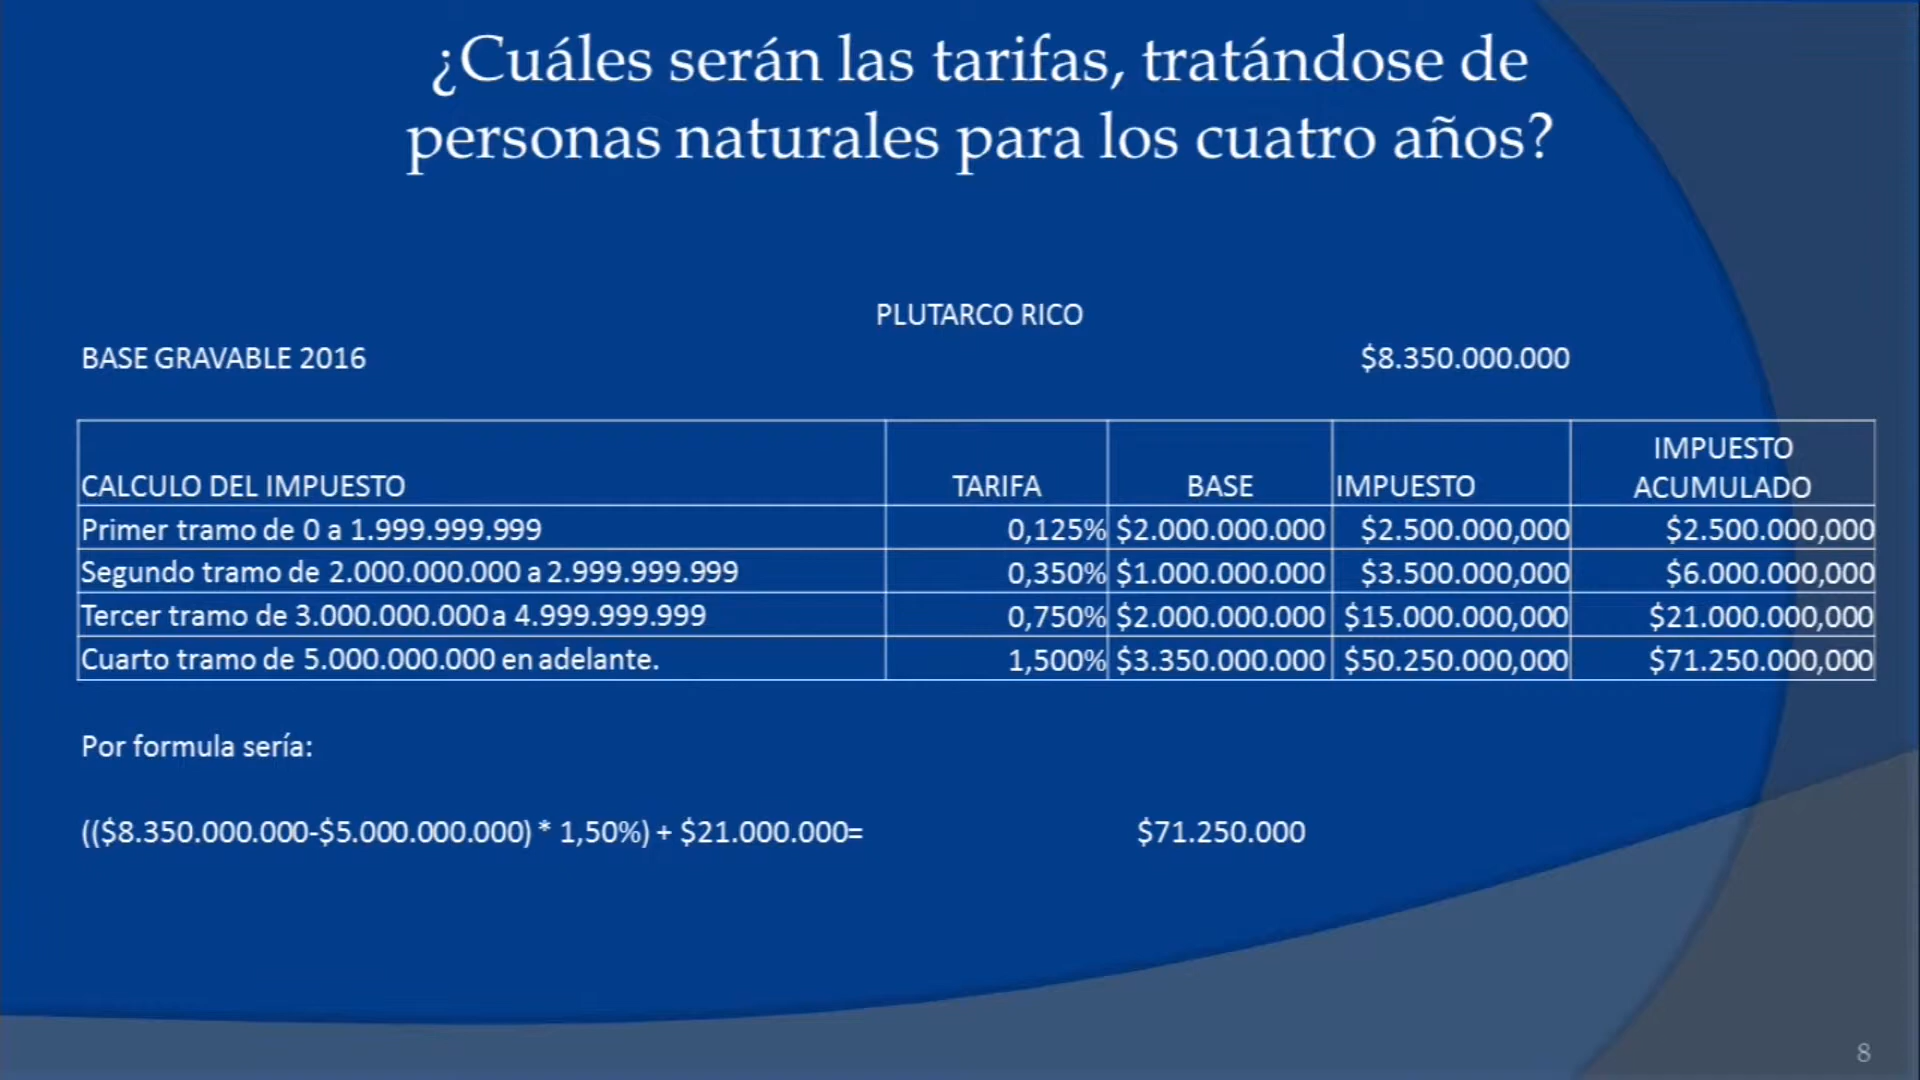 ¿Cuáles serán las tarifas, tratándose de
personas naturales para los cuatro años?
PLUTARCO RICO
BASE GRAVABLE 2016 $8.350.000.000
IMPUESTO
CALCULO DEL IMPUESTO TARIFA BASE IMPUESTO ACUMULADO
Primer tramo de 0 a 1.999.999.999 0,125% $2.000.000.000 $2.500.000,000 $2.500.000,000
Segundo tramo de 2.000.000.000 a 2.999.999.999 0,350% $1.000.000.000 $3.500.000,000 $6.000.000,000
Tercer tramo de 3.000.000.000 a 4.999.999.999 0,750% $2.000.000.000 $15.000.000,000 $21.000.000,000
Cuarto tramo de 5.000.000.000 en adelante. 1,500% $3.350.000.000 $50.250.000,000 $71.250.000,000
Por formula sería:
(($8.350.000.000-$5.000.000.000) * 1,50%) + $21.000.000= $71.250.000
8